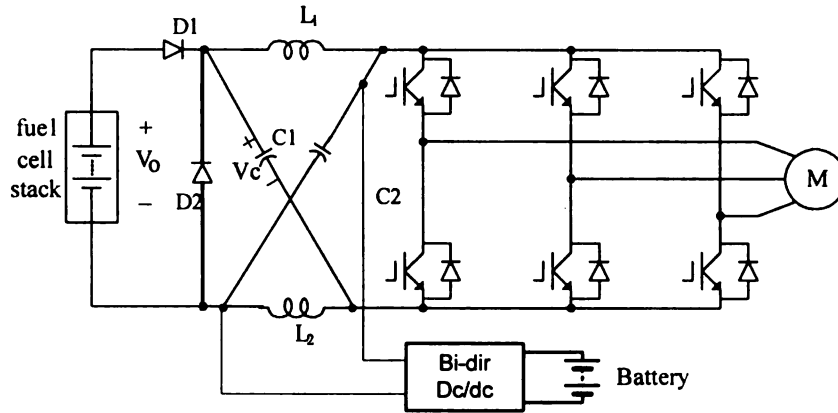 D1
L1
fuel
cell
stack
+
Vo
−
D2
+
C1
Vc
−
C2
M
L2
Bi-dir
Dc/dc
Battery